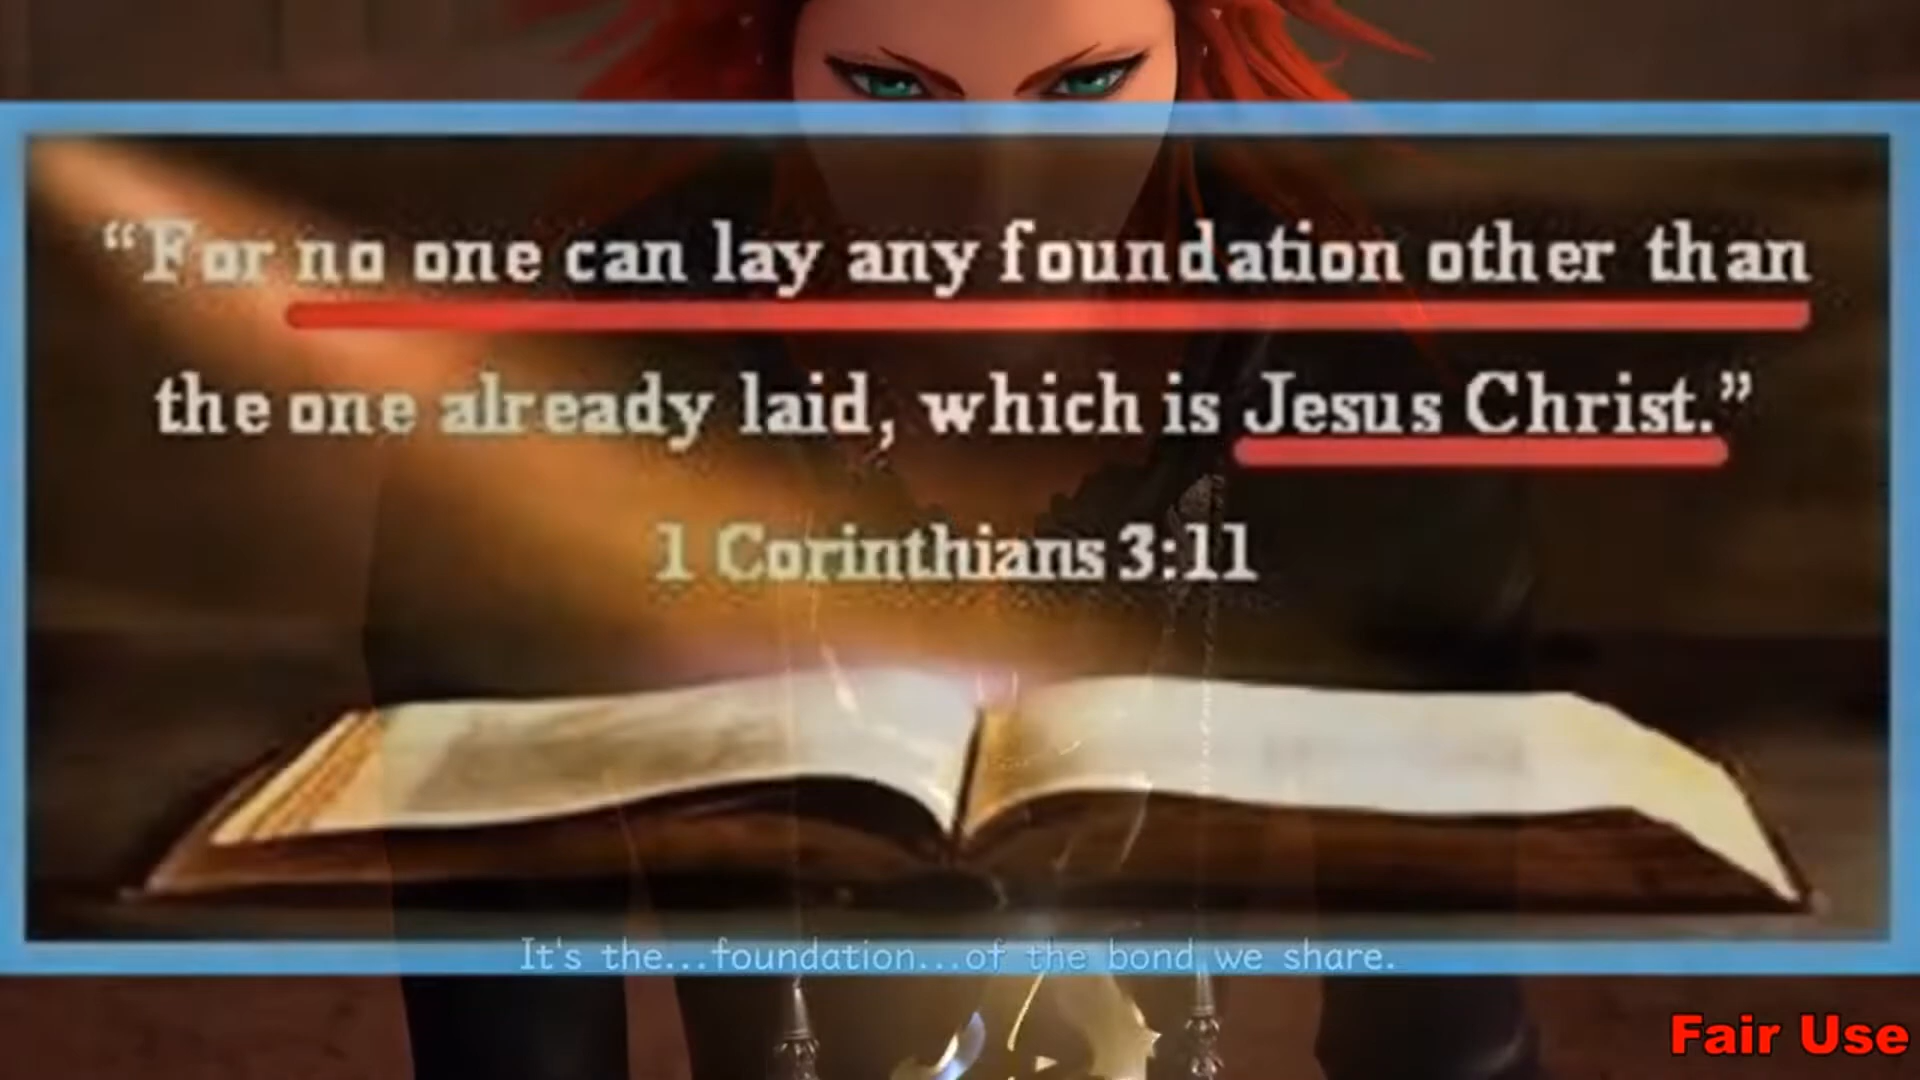 “For no one can lay any foundation other than
the one already laid, which is Jesus Christ.”
1 Corinthians 3:11
It's the...foundation...of the bond we share.
Fair Use